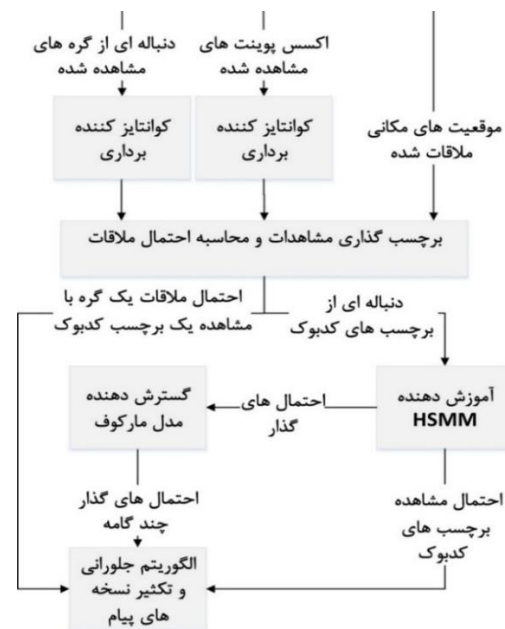 دنباله ای از گره های
مشاهده شده
اکسس پوینت های
مشاهده شده
موقعیت های مکانی
ملاقات شده
کوانتایز کننده
برداری
کوانتایز کننده
برداری
برچسب گذاری مشاهدات و محاسبه احتمال ملاقات
احتمال ملاقات یک گره با
مشاهده یک برچسب کدبوک
دنباله ای از
برچسب های کدبوک
آموزش دهنده
HSMM
احتمال های
گذار
گسترش دهنده
مدل مارکوف
احتمال های گذار
چند گامه
احتمال مشاهده
برچسب های
کدبوک
الگوریتم جلورانی
و تکثیر نسخه
های پیام